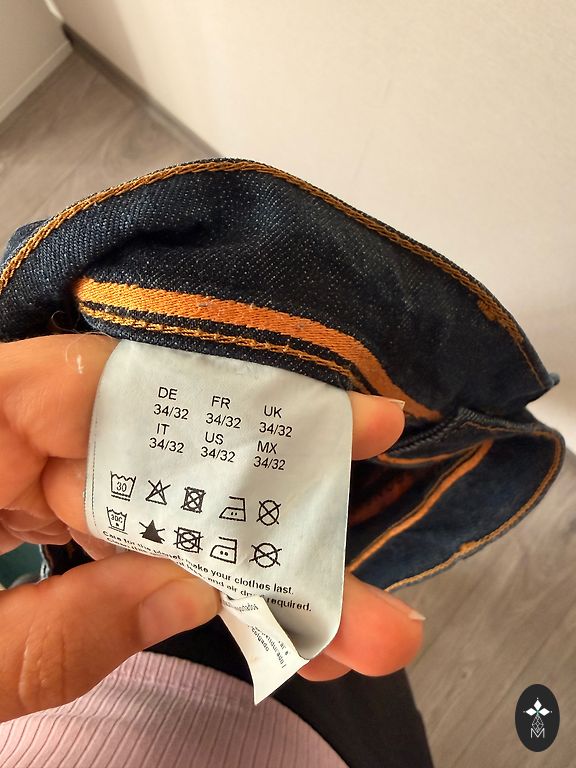 DE FR UK
34/32 34/32 34/32
IT US MX
34/32 34/32 34/32
30
30C
Care for the planet, make your clothes last.
and air dry required.
M